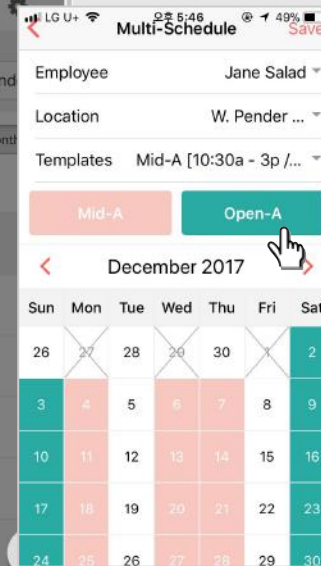 LG U+ 오후 5:46 49%
Multi-Schedule Save
Employee Jane Salad
Location W. Pender ...
Templates Mid-A [10:30a - 3p /...
Mid-A Open-A
December 2017
Sun Mon Tue Wed Thu Fri Sat
26 27 28 29 30 1 2
3 4 5 6 7 8 9
10 11 12 13 14 15 16
17 18 19 20 21 22 23
24 25 26 27 28 29 30